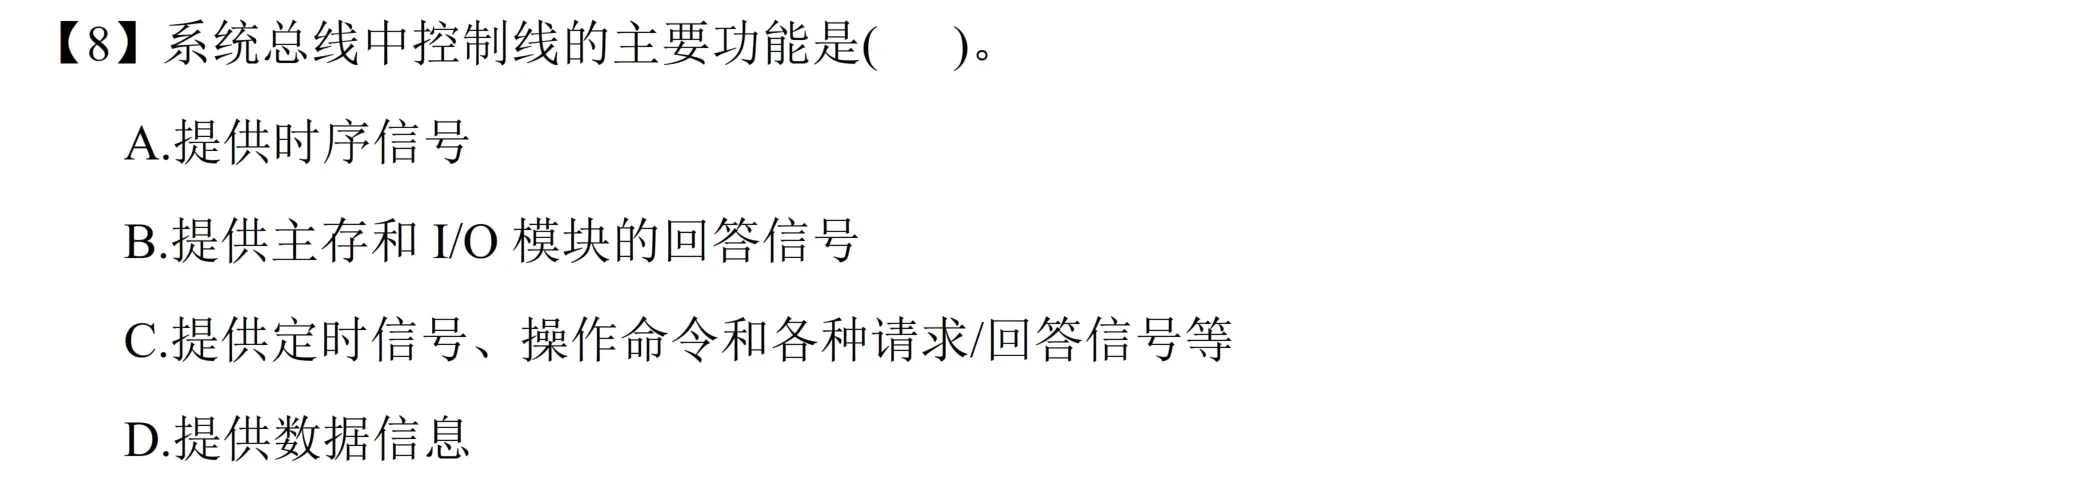 【8】系统总线中控制线的主要功能是(  )。
A.提供时序信号
B.提供主存和 I/O 模块的回答信号
C.提供定时信号、操作命令和各种请求/回答信号等
D.提供数据信息